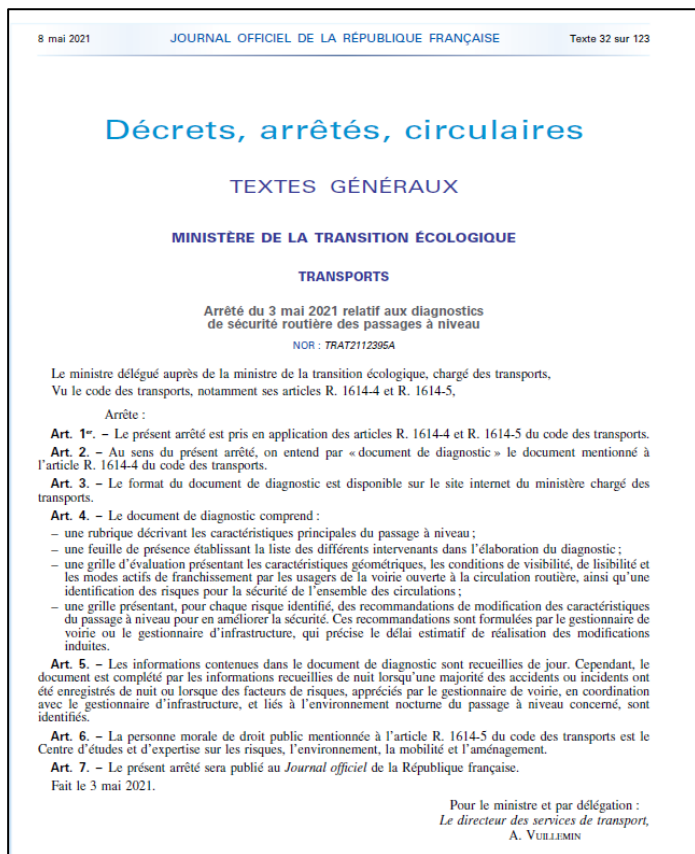 8 mai 2021 JOURNAL OFFICIEL DE LA RÉPUBLIQUE FRANÇAISE Texte 32 sur 123
Décrets, arrêtés, circulaires
TEXTES GÉNÉRAUX
MINISTÈRE DE LA TRANSITION ÉCOLOGIQUE
TRANSPORTS
Arrêté du 3 mai 2021 relatif aux diagnostics
de sécurité routière des passages à niveau
NOR : TRAT2112395A
Le ministre délégué auprès de la ministre de la transition écologique, chargé des transports,
Vu le code des transports, notamment ses articles R. 1614-4 et R. 1614-5,
Arrête :
Art. 1er. – Le présent arrêté est pris en application des articles R. 1614-4 et R. 1614-5 du code des transports.
Art. 2. – Au sens du présent arrêté, on entend par « document de diagnostic » le document mentionné à
l'article R. 1614-4 du code des transports.
Art. 3. – Le format du document de diagnostic est disponible sur le site internet du ministère chargé des
transports.
Art. 4. – Le document de diagnostic comprend :
– une rubrique décrivant les caractéristiques principales du passage à niveau ;
– une feuille de présence établissant la liste des différents intervenants dans l'élaboration du diagnostic ;
– une grille d'évaluation présentant les caractéristiques géométriques, les conditions de visibilité, de lisibilité et
les modes actifs de franchissement par les usagers de la voirie ouverte à la circulation routière, ainsi qu'une
identification des risques pour la sécurité de l'ensemble des circulations ;
– une grille présentant, pour chaque risque identifié, des recommandations de modification des caractéristiques
du passage à niveau pour en améliorer la sécurité. Ces recommandations sont formulées par le gestionnaire de
voirie ou le gestionnaire d'infrastructure, qui précise le délai estimatif de réalisation des modifications
induites.
Art. 5. – Les informations contenues dans le document de diagnostic sont recueillies de jour. Cependant, le
document est complété par les informations recueillies de nuit lorsqu'une majorité des accidents ou incidents ont
été enregistrés de nuit ou lorsque des facteurs de risques, appréciés par le gestionnaire de voirie, en coordination
avec le gestionnaire d'infrastructure, et liés à l'environnement nocturne du passage à niveau concerné, sont
identifiés.
Art. 6. – La personne morale de droit public mentionnée à l'article R. 1614-5 du code des transports est le
Centre d'études et d'expertise sur les risques, l'environnement, la mobilité et l'aménagement.
Art. 7. – Le présent arrêté sera publié au Journal officiel de la République française.
Fait le 3 mai 2021.
Pour le ministre et par délégation :
Le directeur des services de transport,
A. VUILLEMIN